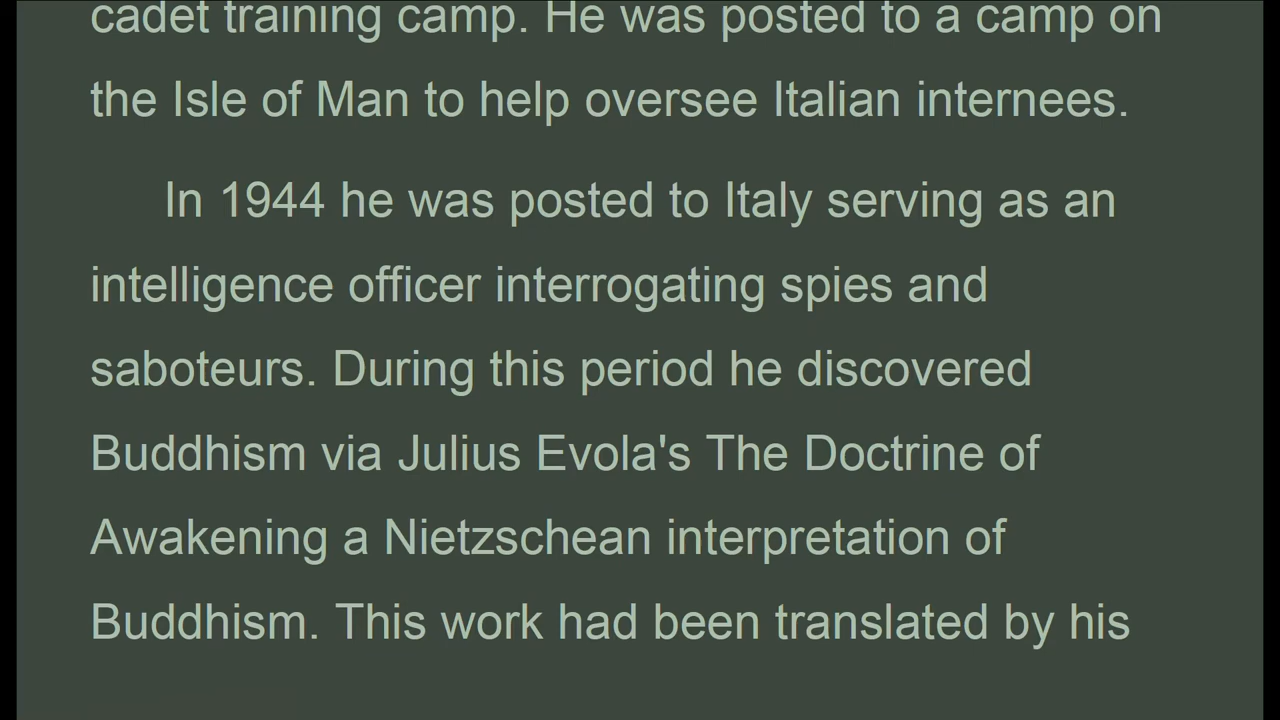 cadet training camp. He was posted to a camp on
the Isle of Man to help oversee Italian internees.
In 1944 he was posted to Italy serving as an
intelligence officer interrogating spies and
saboteurs. During this period he discovered
Buddhism via Julius Evola's The Doctrine of
Awakening a Nietzschean interpretation of
Buddhism. This work had been translated by his